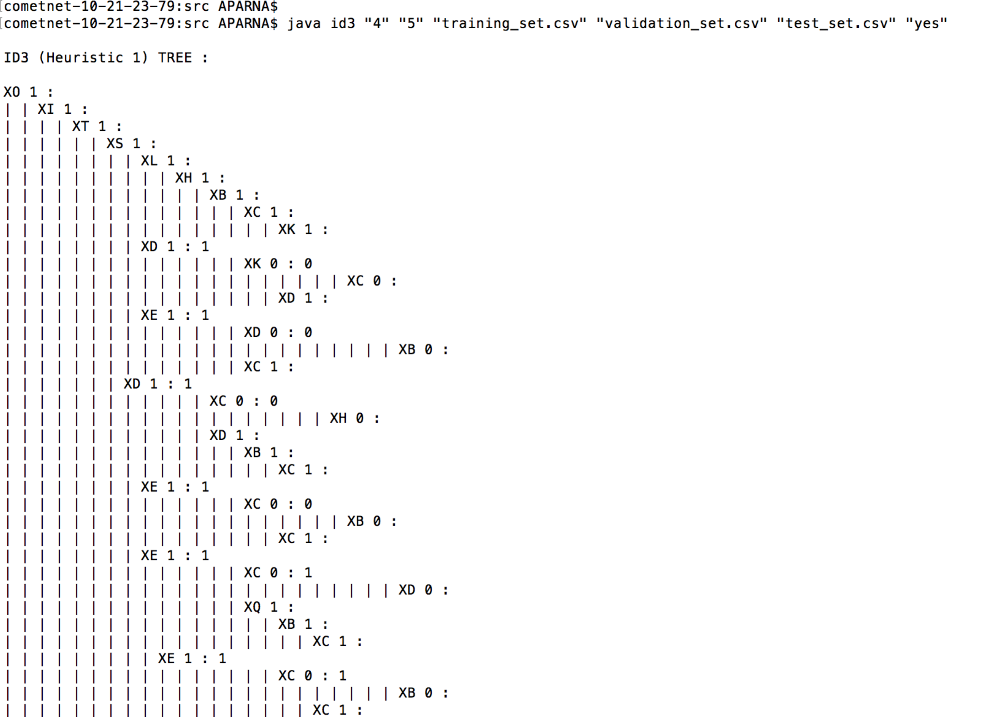 cometnet-10-21-23-79:src APARNA$
cometnet-10-21-23-79:src APARNA$ java id3 "4" "5" "training_set.csv" "validation_set.csv" "test_set.csv" "yes"
ID3 (Heuristic 1) TREE :
XO 1 :
| | XI 1 :
| | | | XT 1 :
| | | | | | XS 1 :
| | | | | | | | XL 1 :
| | | | | | | | | | XH 1 :
| | | | | | | | | | | | XB 1 :
| | | | | | | | | | | | | | XC 1 :
| | | | | | | | | | | | | | | | XK 1 :
| | | | | | | | XD 1 : 1
| | | | | | | | | | | | | | XK 0 : 0
| | | | | | | | | | | | | | | | | | | | XC 0 :
| | | | | | | | | | | | | | | | XD 1 :
| | | | | | | | XE 1 : 1
| | | | | | | | | | | | | | XD 0 : 0
| | | | | | | | | | | | | | | | | | | | | | | XB 0 :
| | | | | | | | | | | | | | XC 1 :
| | | | | | | XD 1 : 1
| | | | | | | | | | | | XC 0 : 0
| | | | | | | | | | | | | | | | | | | XH 0 :
| | | | | | | | | | | | XD 1 :
| | | | | | | | | | | | | | XB 1 :
| | | | | | | | | | | | | | | | XC 1 :
| | | | | | | | XE 1 : 1
| | | | | | | | | | | | | | XC 0 : 0
| | | | | | | | | | | | | | | | | | | | XB 0 :
| | | | | | | | | | | | | | | | XC 1 :
| | | | | | | | XE 1 : 1
| | | | | | | | | | | | | | XC 0 : 1
| | | | | | | | | | | | | | | | | | | | | | | XD 0 :
| | | | | | | | | | | | | | XQ 1 :
| | | | | | | | | | | | | | | | XB 1 :
| | | | | | | | | | | | | | | | | | XC 1 :
| | | | | | | | | XE 1 : 1
| | | | | | | | | | | | | | | | XC 0 : 1
| | | | | | | | | | | | | | | | | | | | | | | XB 0 :
| | | | | | | | | | | | | | | | | | XC 1 :